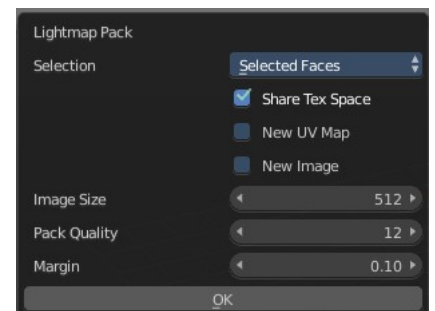 Lightmap Pack
Selection Selected Faces
Share Tex Space
New UV Map
New Image
Image Size 512
Pack Quality 12
Margin 0.10
OK